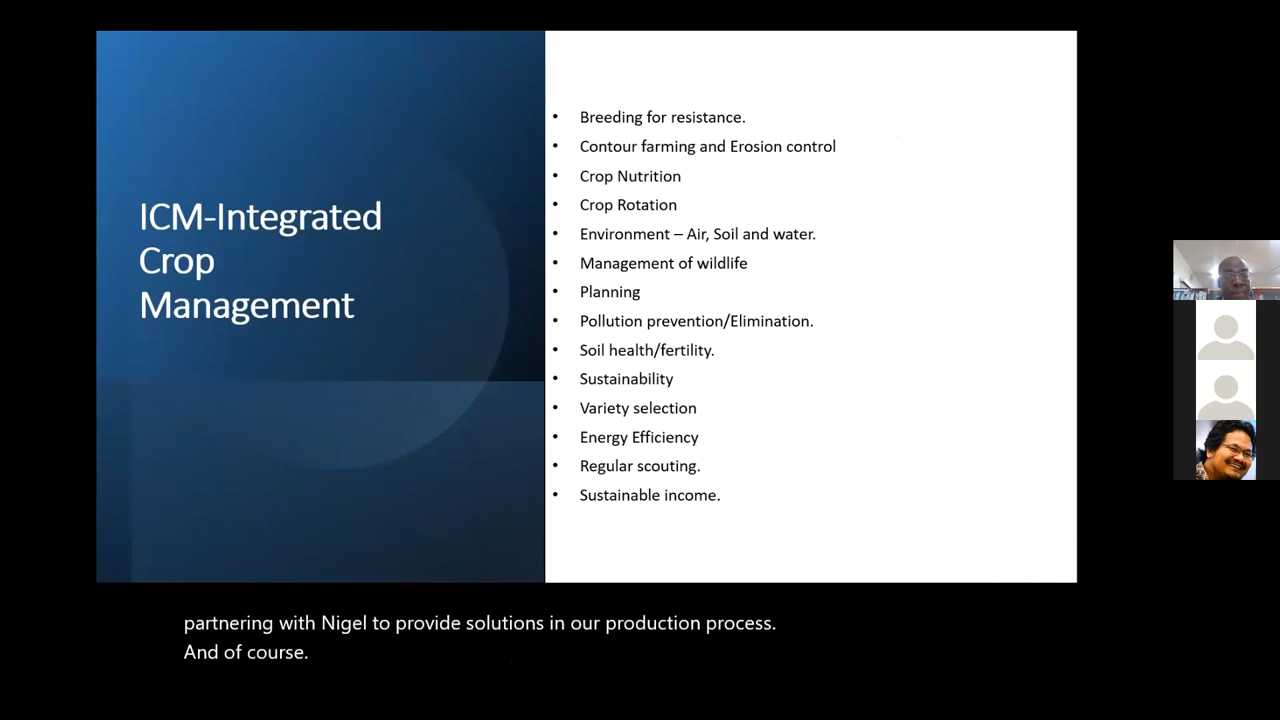 ICM-Integrated
Crop
Management
• Breeding for resistance.
• Contour farming and Erosion control
• Crop Nutrition
• Crop Rotation
• Environment – Air, Soil and water.
• Management of wildlife
• Planning
• Pollution prevention/Elimination.
• Soil health/fertility.
• Sustainability
• Variety selection
• Energy Efficiency
• Regular scouting.
• Sustainable income.
partnering with Nigel to provide solutions in our production process.
And of course.